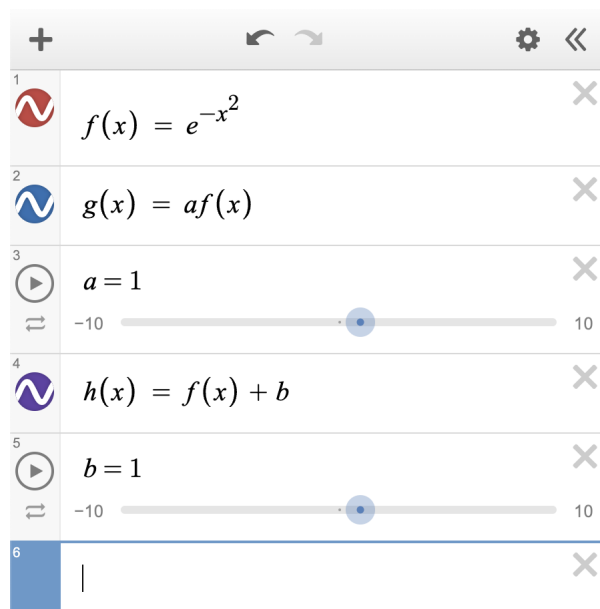 1
f(x) = e^{-x^2}
2
g(x) = af(x)
3
a = 1
−10 10
4
h(x) = f(x) + b
5
b = 1
−10 10
6